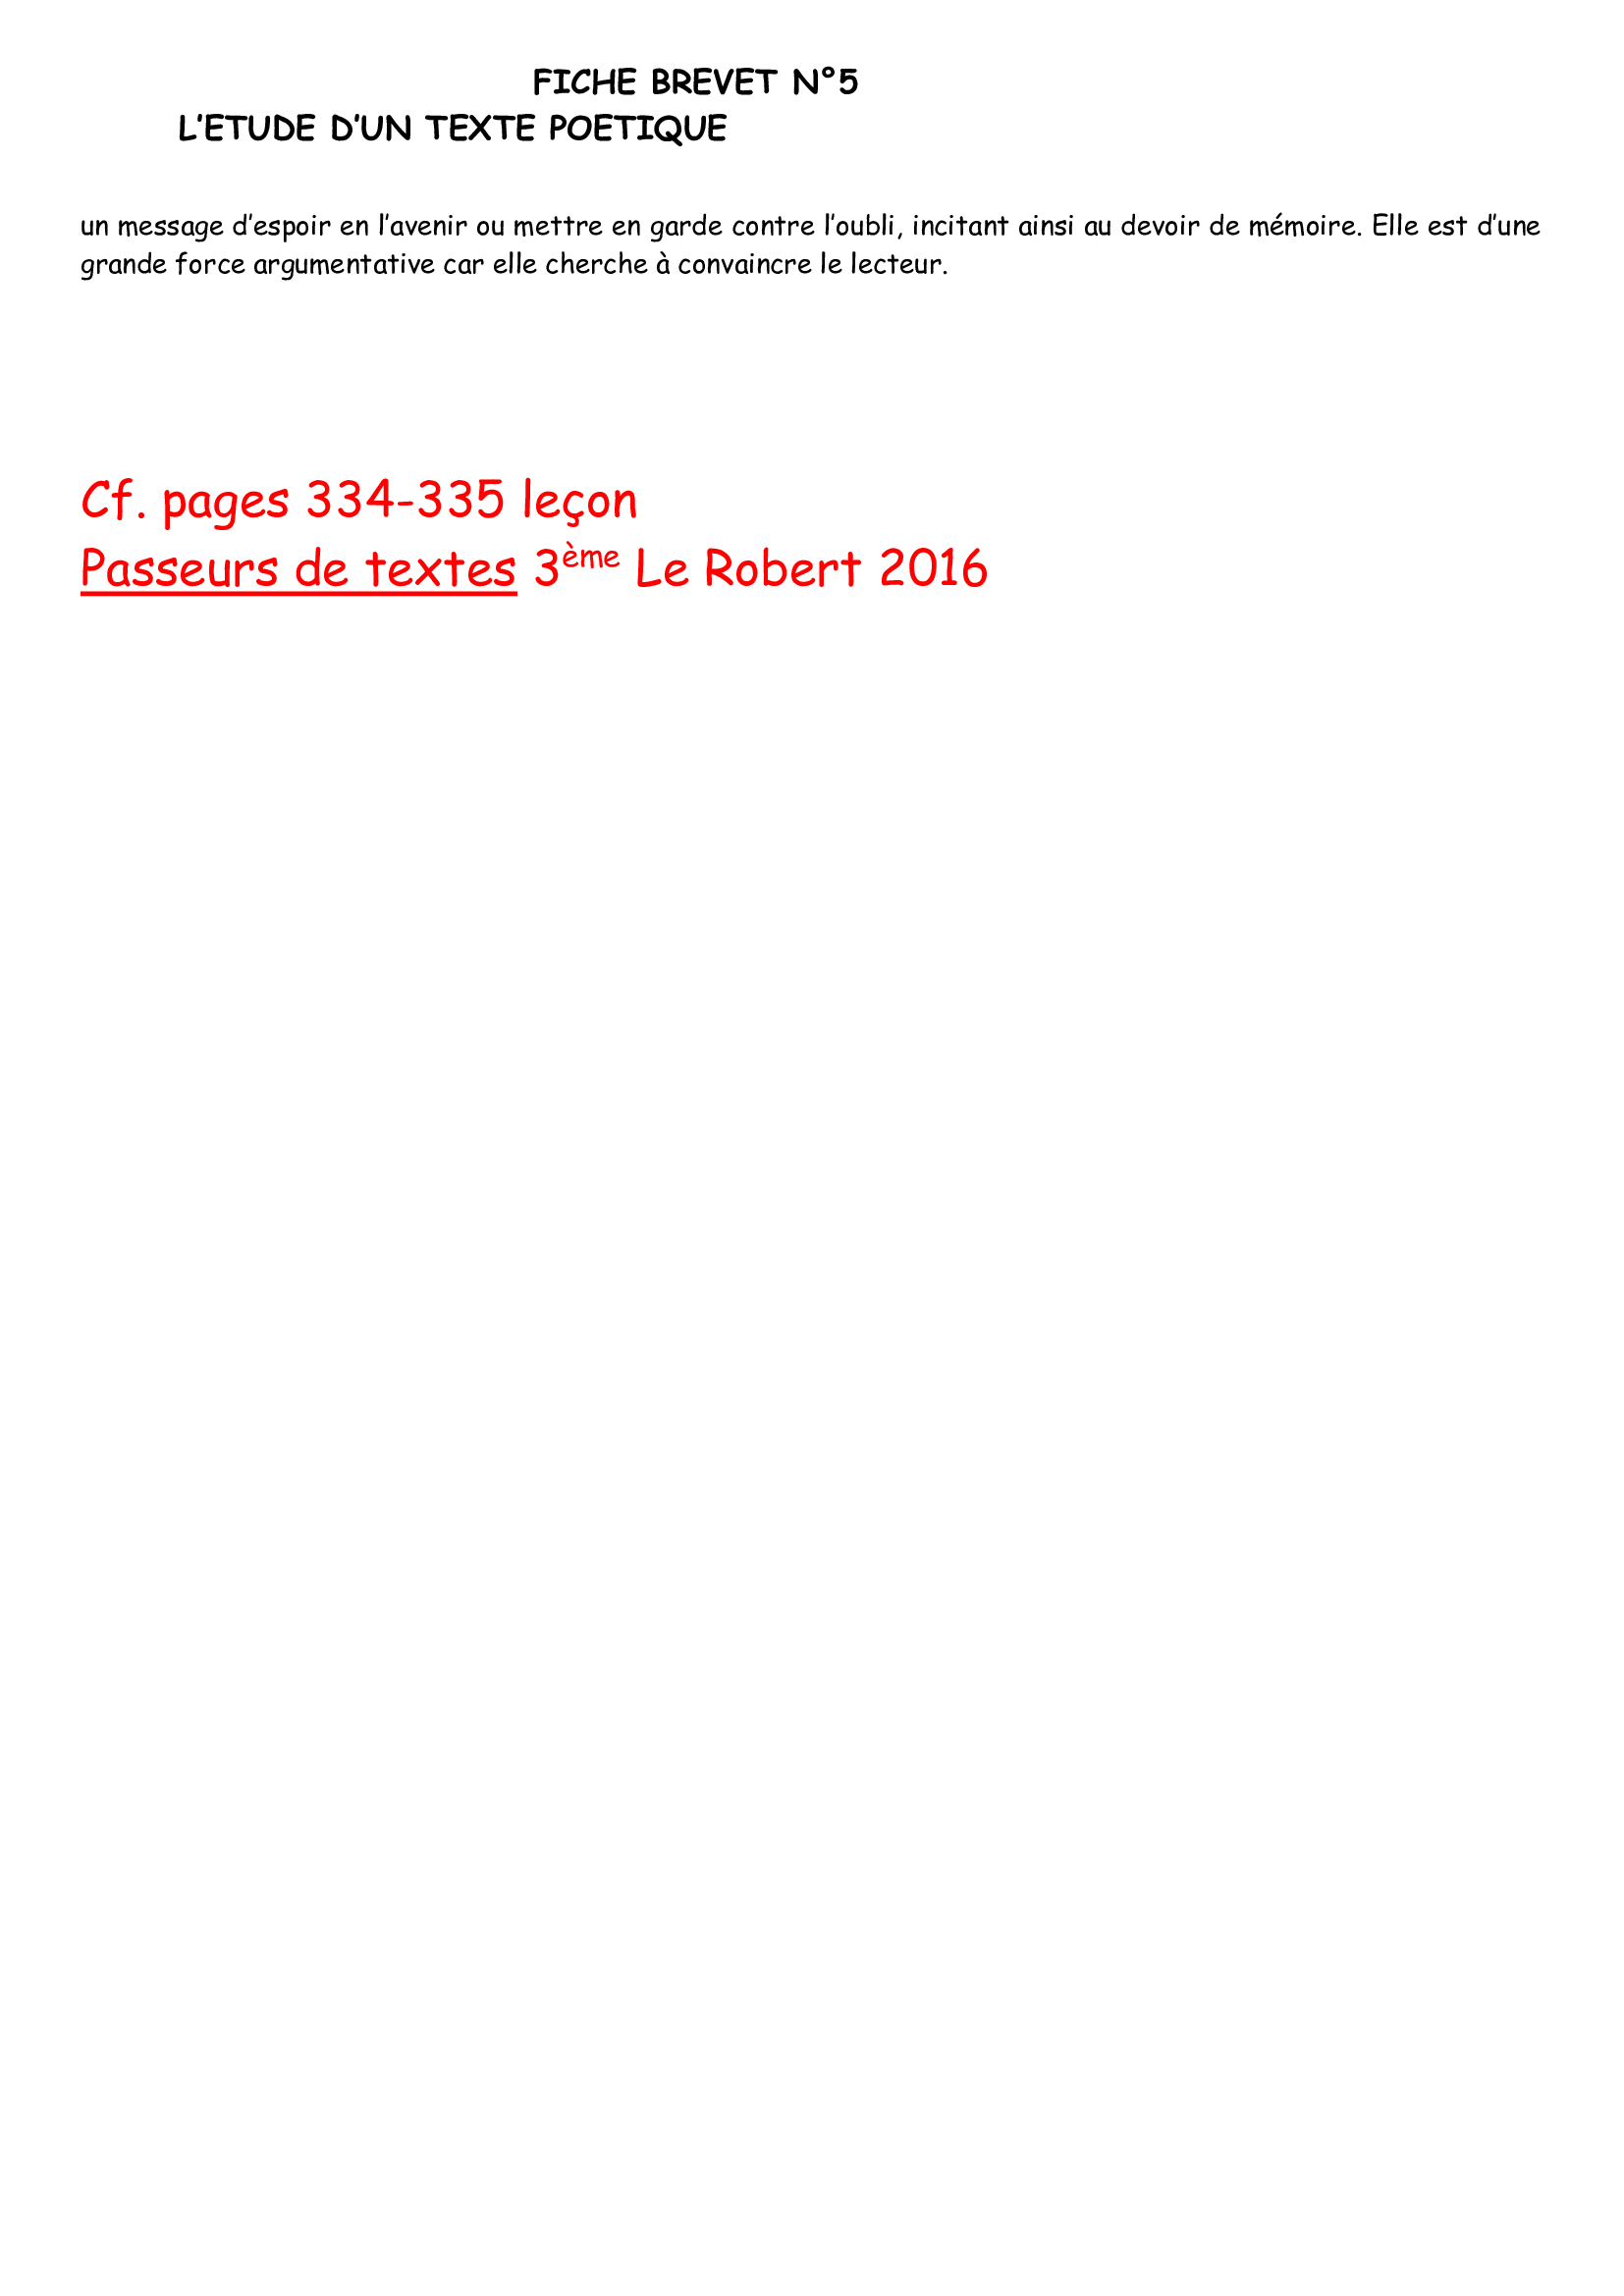 FICHE BREVET N°5
L'ETUDE D'UN TEXTE POETIQUE
un message d'espoir en l'avenir ou mettre en garde contre l'oubli, incitant ainsi au devoir de mémoire. Elle est d'une
grande force argumentative car elle cherche à convaincre le lecteur.
Cf. pages 334-335 leçon
Passeurs de textes 3ème Le Robert 2016